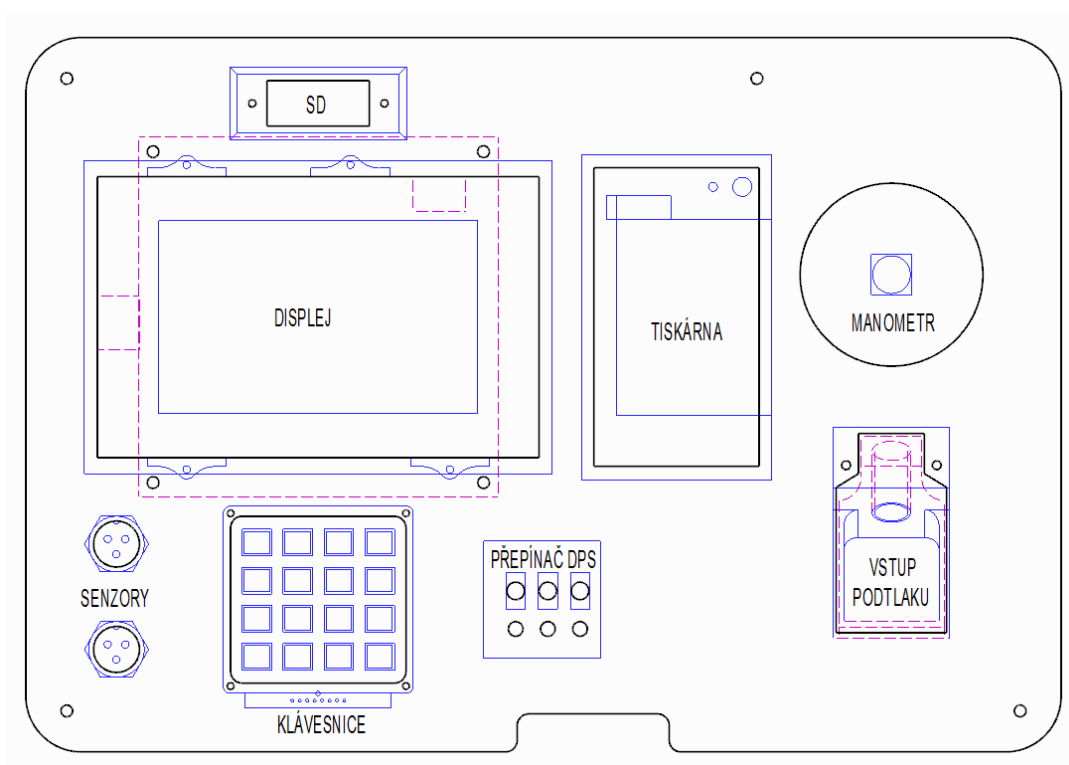 SD
DISPLEJ
TISKÁRNA
MANOMETR
PŘEPÍNAČ DPS
VSTUP
PODTLAKU
SENZORY
KLÁVESNICE